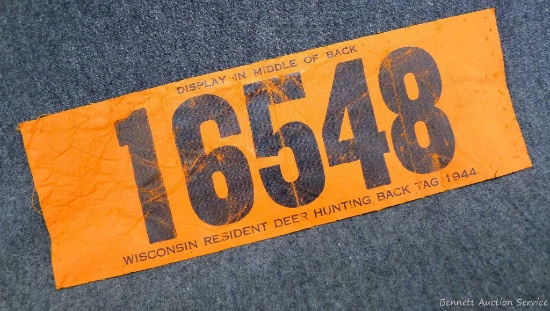 DISPLAY IN MIDDLE OF BACK
16548
WISCONSIN RESIDENT DEER HUNTING BACK TAG 1944
Bennett Auction Service